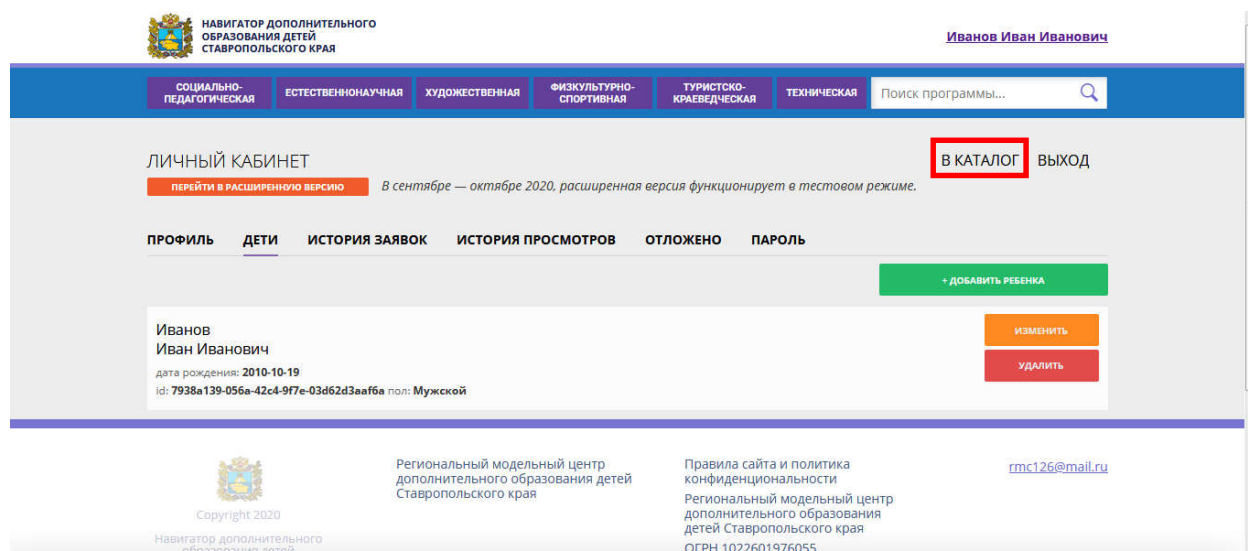 НАВИГАТОР ДОПОЛНИТЕЛЬНОГО
ОБРАЗОВАНИЯ ДЕТЕЙ
СТАВРОПОЛЬСКОГО КРАЯ
Иванов Иван Иванович
СОЦИАЛЬНО-
ПЕДАГОГИЧЕСКАЯ
ЕСТЕСТВЕННОНАУЧНАЯ
ХУДОЖЕСТВЕННАЯ
ФИЗКУЛЬТУРНО-
СПОРТИВНАЯ
ТУРИСТСКО-
КРАЕВЕДЧЕСКАЯ
ТЕХНИЧЕСКАЯ
Поиск программы...
ЛИЧНЫЙ КАБИНЕТ
В КАТАЛОГ ВЫХОД
ПЕРЕЙТИ В РАСШИРЕННУЮ ВЕРСИЮ
В сентябре — октябре 2020, расширенная версия функционирует в тестовом режиме.
ПРОФИЛЬ ДЕТИ ИСТОРИЯ ЗАЯВОК ИСТОРИЯ ПРОСМОТРОВ ОТЛОЖЕНО ПАРОЛЬ
+ ДОБАВИТЬ РЕБЕНКА
Иванов
Иван Иванович
дата рождения: 2010-10-19
id: 7938a139-056a-42c4-9f7e-03d62d3aaf6a пол: Мужской
ИЗМЕНИТЬ
УДАЛИТЬ
Copyright 2020
Навигатор дополнительного
образования детей
Региональный модельный центр
дополнительного образования детей
Ставропольского края
Правила сайта и политика
конфиденциональности
Региональный модельный центр
дополнительного образования
детей Ставропольского края
ОГРН 1022601976055
rmc126@mail.ru